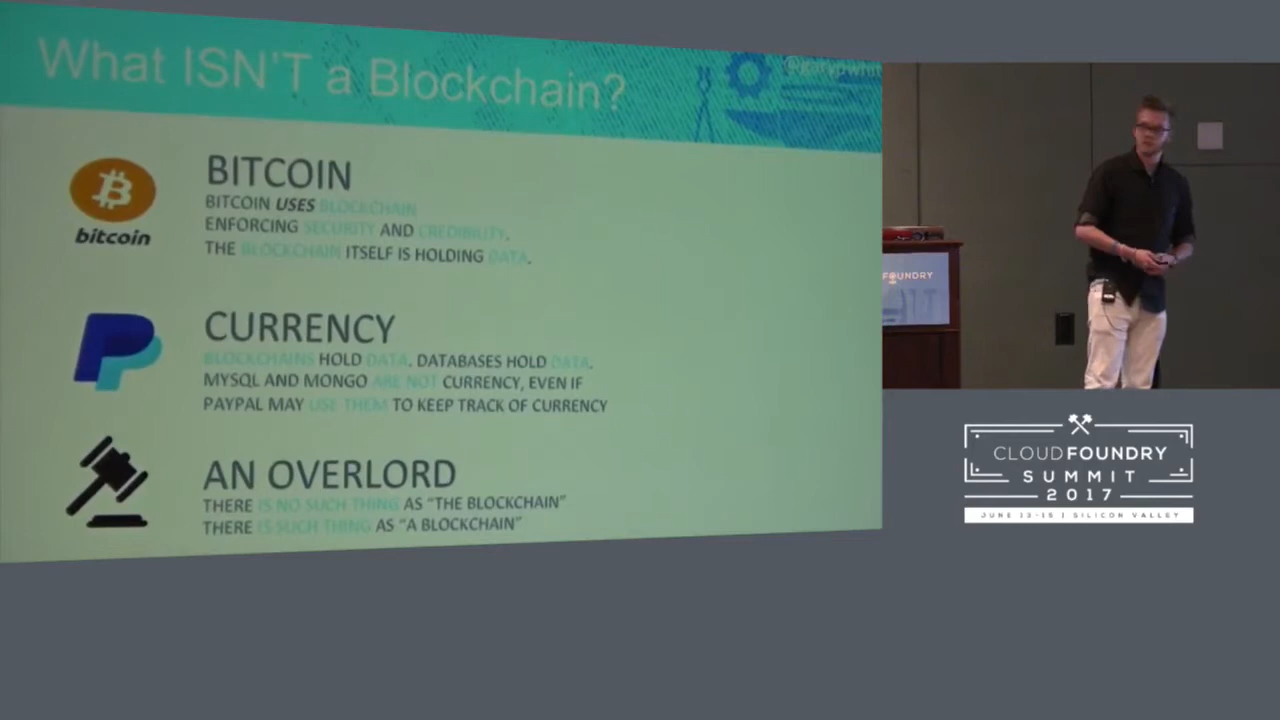 What ISN'T a Blockchain?
BITCOIN
BITCOIN USES BLOCKCHAIN
ENFORCING SECURITY AND CREDIBILITY.
THE BLOCKCHAIN ITSELF IS HOLDING DATA.
bitcoin
CURRENCY
BLOCKCHAINS HOLD DATA. DATABASES HOLD DATA.
MYSQL AND MONGO ARE NOT CURRENCY, EVEN IF
PAYPAL MAY USE THEM TO KEEP TRACK OF CURRENCY
AN OVERLORD
THERE IS NO SUCH THING AS "THE BLOCKCHAIN"
THERE IS SUCH THING AS "A BLOCKCHAIN"
FOUNDRY
CLOUDFOUNDRY
SUMMIT
2017
JUNE 13-15 | SILICON VALLEY